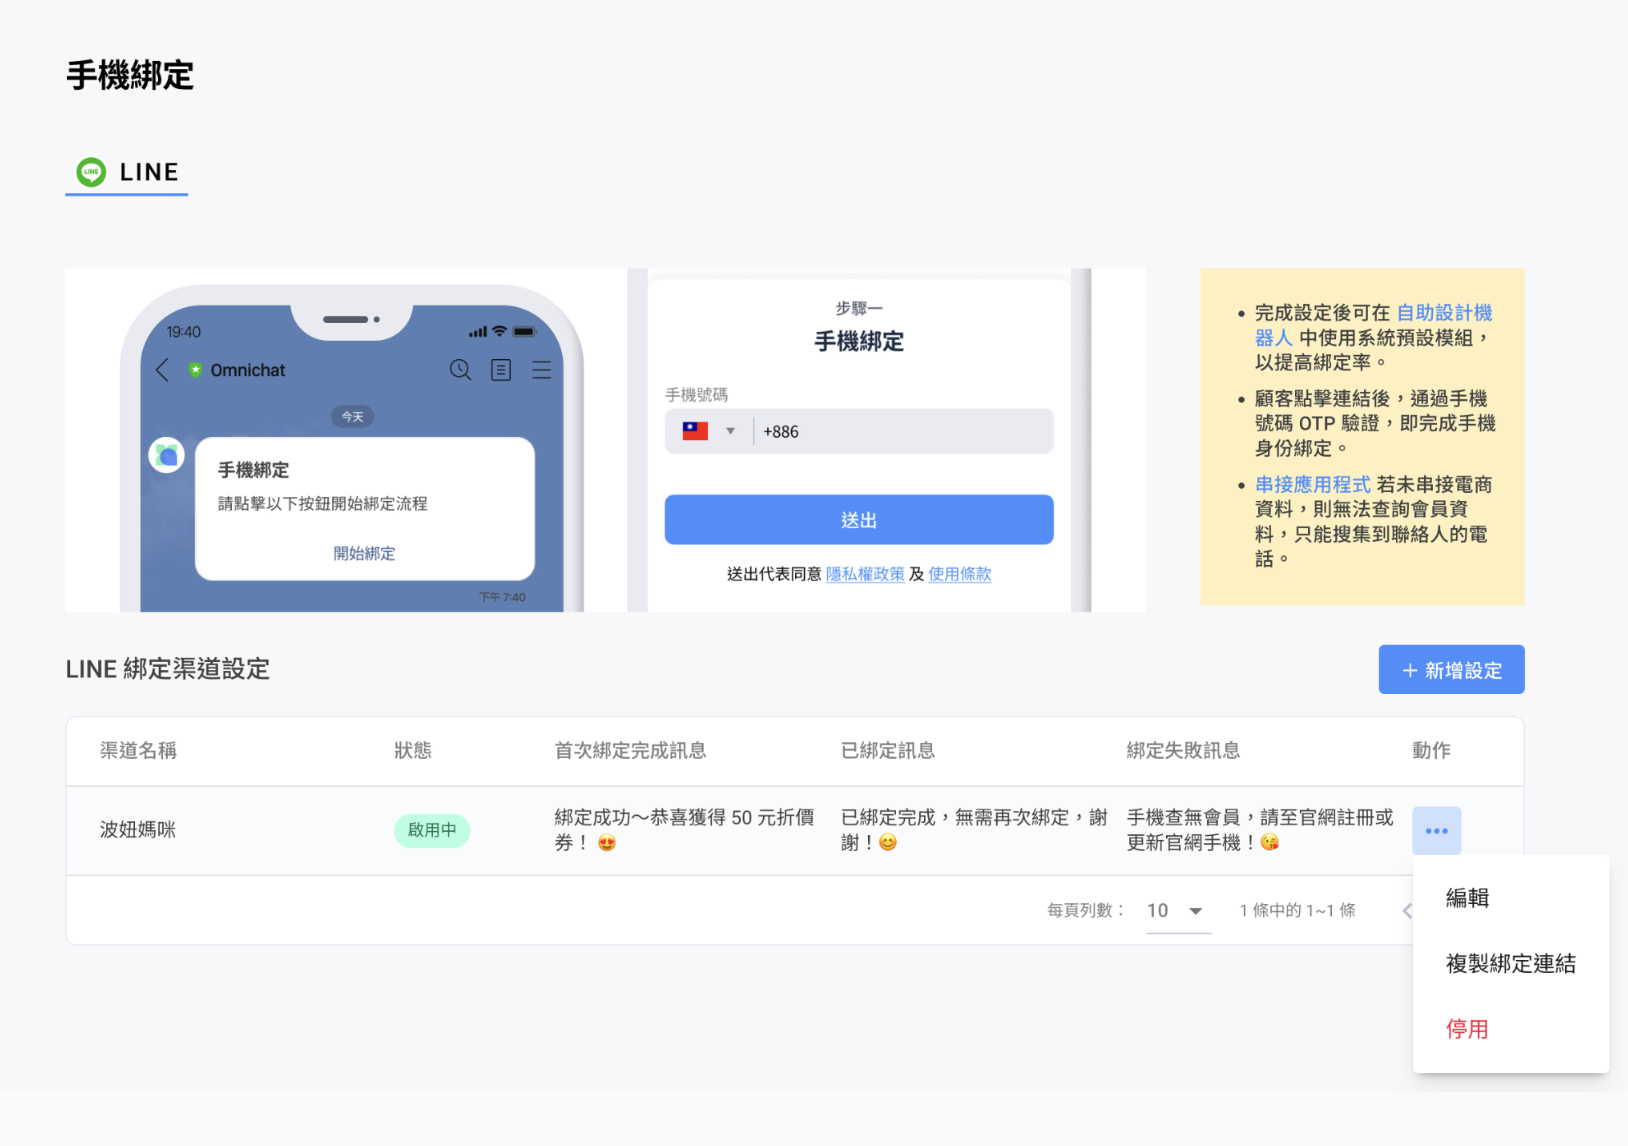 手機綁定
LINE
19:40
Omnichat
今天
手機綁定
請點擊以下按鈕開始綁定流程
開始綁定
下午 7:40
步驟一
手機綁定
手機號碼
+886
送出
送出代表同意 隱私權政策 及 使用條款
完成設定後可在 自助設計機
器人 中使用系統預設模組，
以提高綁定率。
顧客點擊連結後，通過手機
號碼 OTP 驗證，即完成手機
身份綁定。
串接應用程式 若未串接電商
資料，則無法查詢會員資
料，只能搜集到聯絡人的電
話。
LINE 綁定渠道設定
+ 新增設定
渠道名稱 狀態 首次綁定完成訊息 已綁定訊息 綁定失敗訊息 動作
波妞媽咪
啟用中
綁定成功～恭喜獲得 50 元折價
券！😍
已綁定完成，無需再次綁定，謝
謝！😊
手機查無會員，請至官網註冊或
更新官網手機！😘
每頁列數： 10 1 條中的 1~1 條
編輯
複製綁定連結
停用